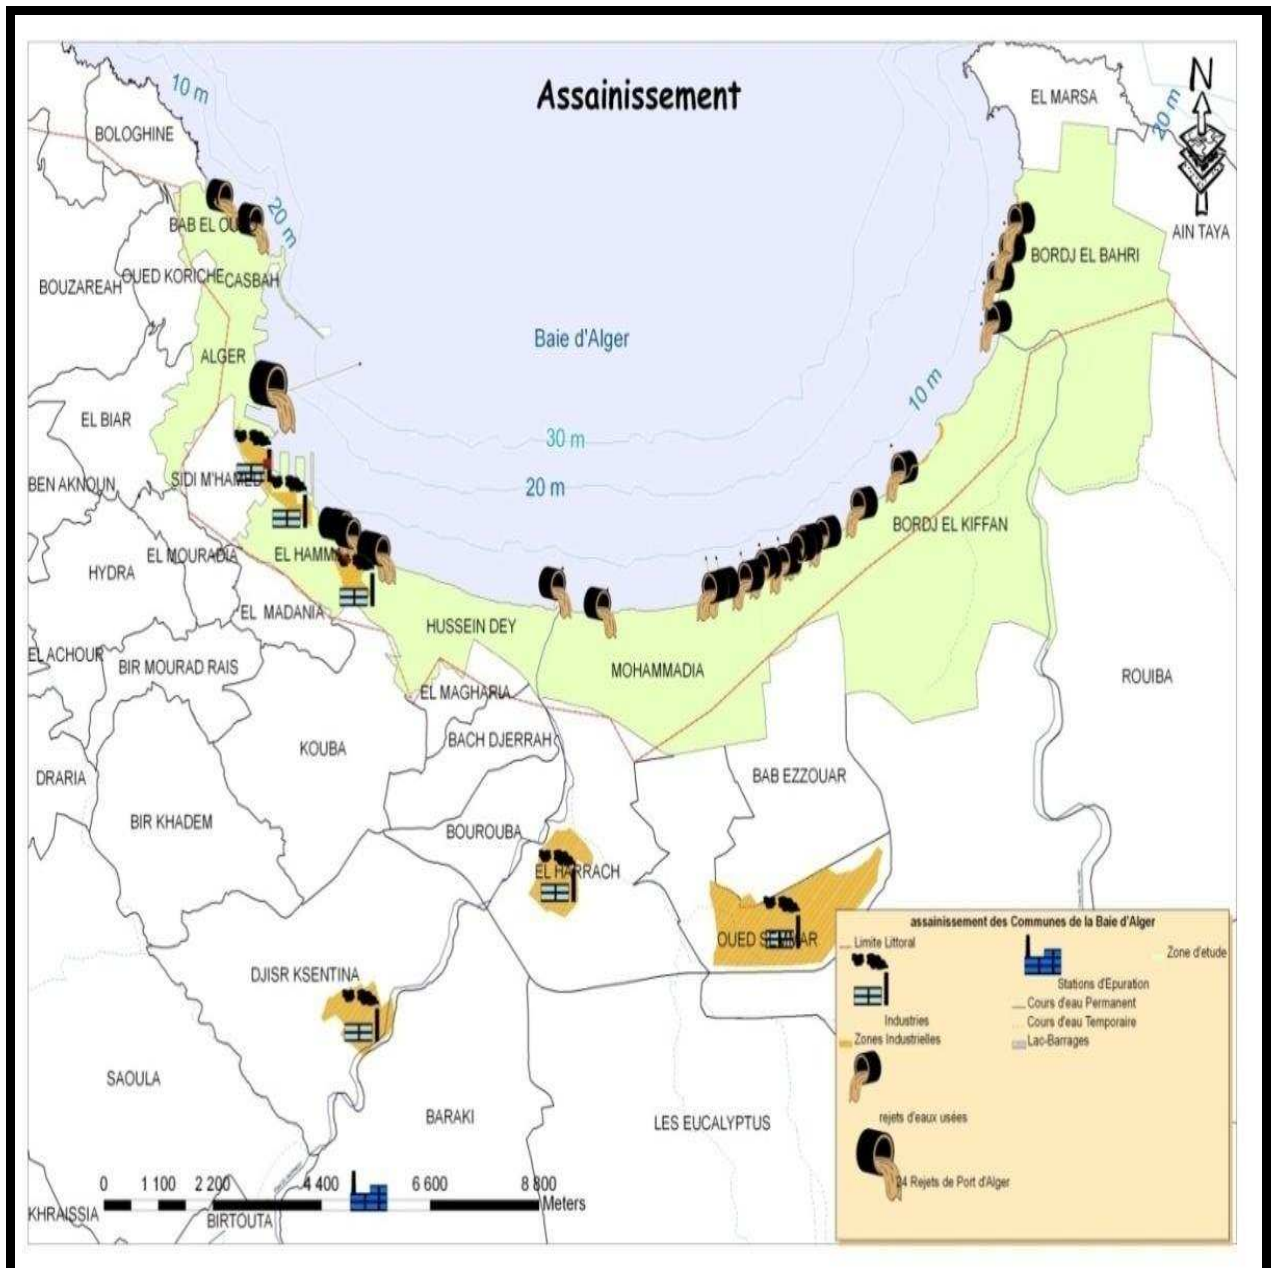 Assainissement
N
10 m
EL MARSA
20 m
BOLOGHINE
BAB EL OU
20 m
AIN TAYA
BORDJ EL BAHRI
OUED KORICHE
CASBAH
BOUZAREAH
Baie d'Alger
ALGER
10 m
EL BIAR
30 m
20 m
BEN AKNOUN
SIDI M'HAMED
BORDJ EL KIFFAN
EL MOURADIA
EL HAMMA
HYDRA
EL MADANIA
HUSSEIN DEY
EL ACHOUR
BIR MOURAD RAIS
MOHAMMADIA
ROUIBA
EL MAGHARIA
KOUBA
BACH DJERRAH
DRARIA
BAB EZZOUAR
BIR KHADEM
BOUROUBA
EL HARRACH
OUED SEMAR
DJISR KSENTINA
SAOULA
BARAKI
LES EUCALYPTUS
KHRAISSIA
BIRTOUTA
0 1 100 2 200 4 400 6 600 8 800
Meters
assainissement des Communes de la Baie d'Alger
Limite Littoral
Industries
Zones Industrielles
rejets d'eaux usées
24 Rejets de Port d'Alger
Stations d'Epuration
Cours d'eau Permanent
Cours d'eau Temporaire
Lac-Barrages
Zone d'etude